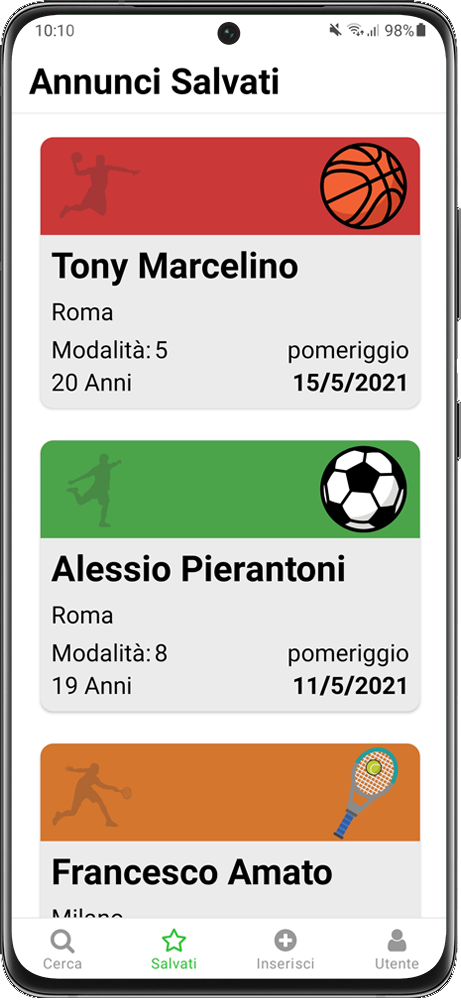 10:10 98%
Annunci Salvati
Tony Marcelino
Roma
Modalità: 5 pomeriggio
20 Anni 15/5/2021
Alessio Pierantoni
Roma
Modalità: 8 pomeriggio
19 Anni 11/5/2021
Francesco Amato
Milano
Cerca Salvati Inserisci Utente